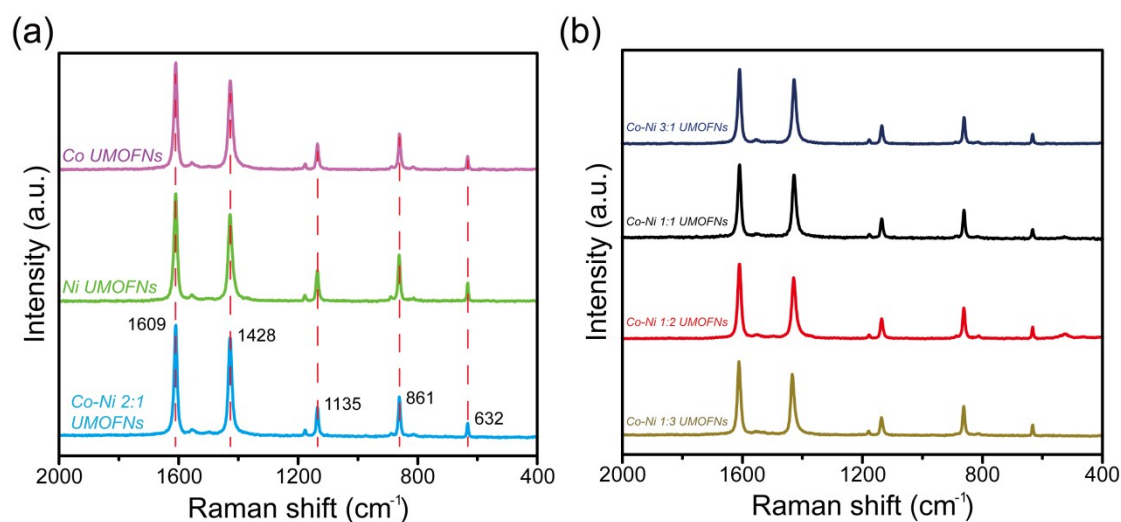 (a)
Intensity (a.u.)
Co UMOFNs
Ni UMOFNs
Co-Ni 2:1
UMOFNs
1609
1428
1135
861
632
2000
1600
1200
800
400
Raman shift (cm-1)
(b)
Intensity (a.u.)
Co-Ni 3:1 UMOFNs
Co-Ni 1:1 UMOFNs
Co-Ni 1:2 UMOFNs
Co-Ni 1:3 UMOFNs
2000
1600
1200
800
400
Raman shift (cm-1)